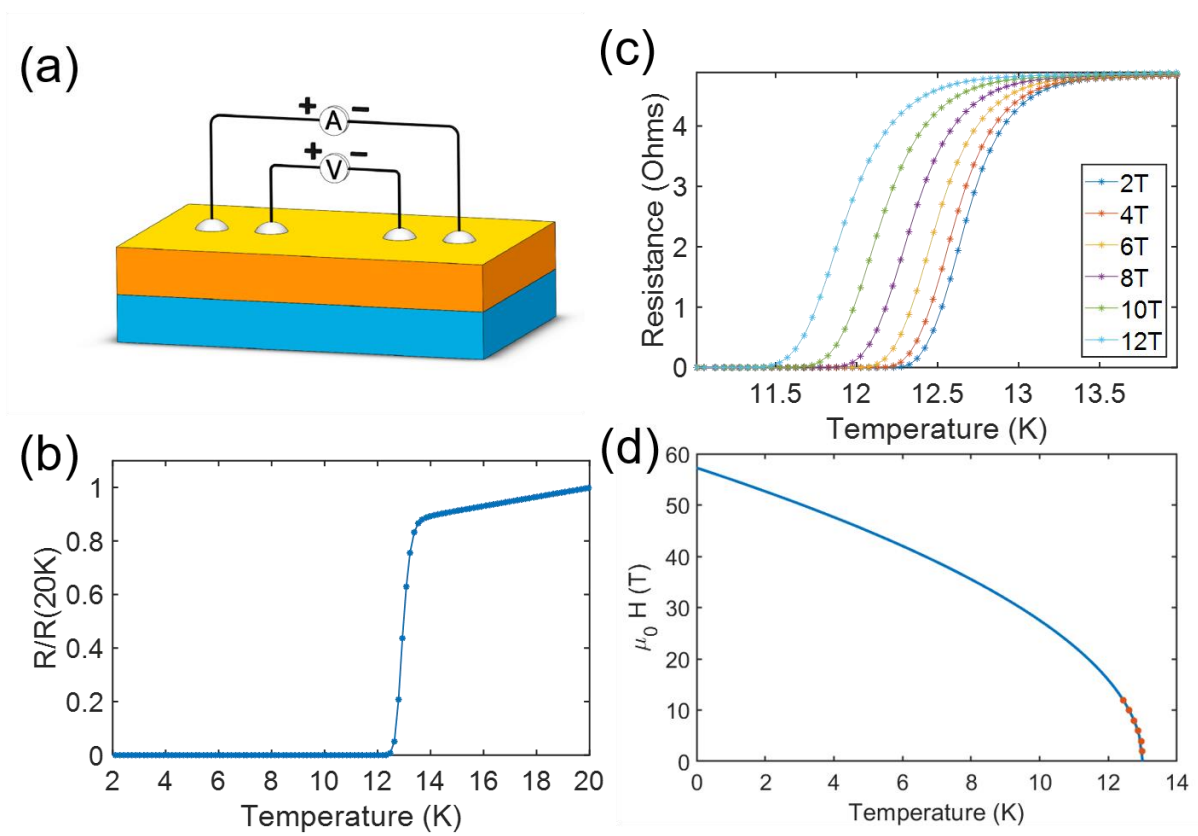 (a)
+ A −
+ V −
(b)
R/R(20K)
1
0.8
0.6
0.4
0.2
0
2 4 6 8 10 12 14 16 18 20
Temperature (K)
(c)
Resistance (Ohms)
4
3
2
1
0
2T
4T
6T
8T
10T
12T
11.5 12 12.5 13 13.5
Temperature (K)
(d)
μ₀ H (T)
60
50
40
30
20
10
0
0 2 4 6 8 10 12 14
Temperature (K)